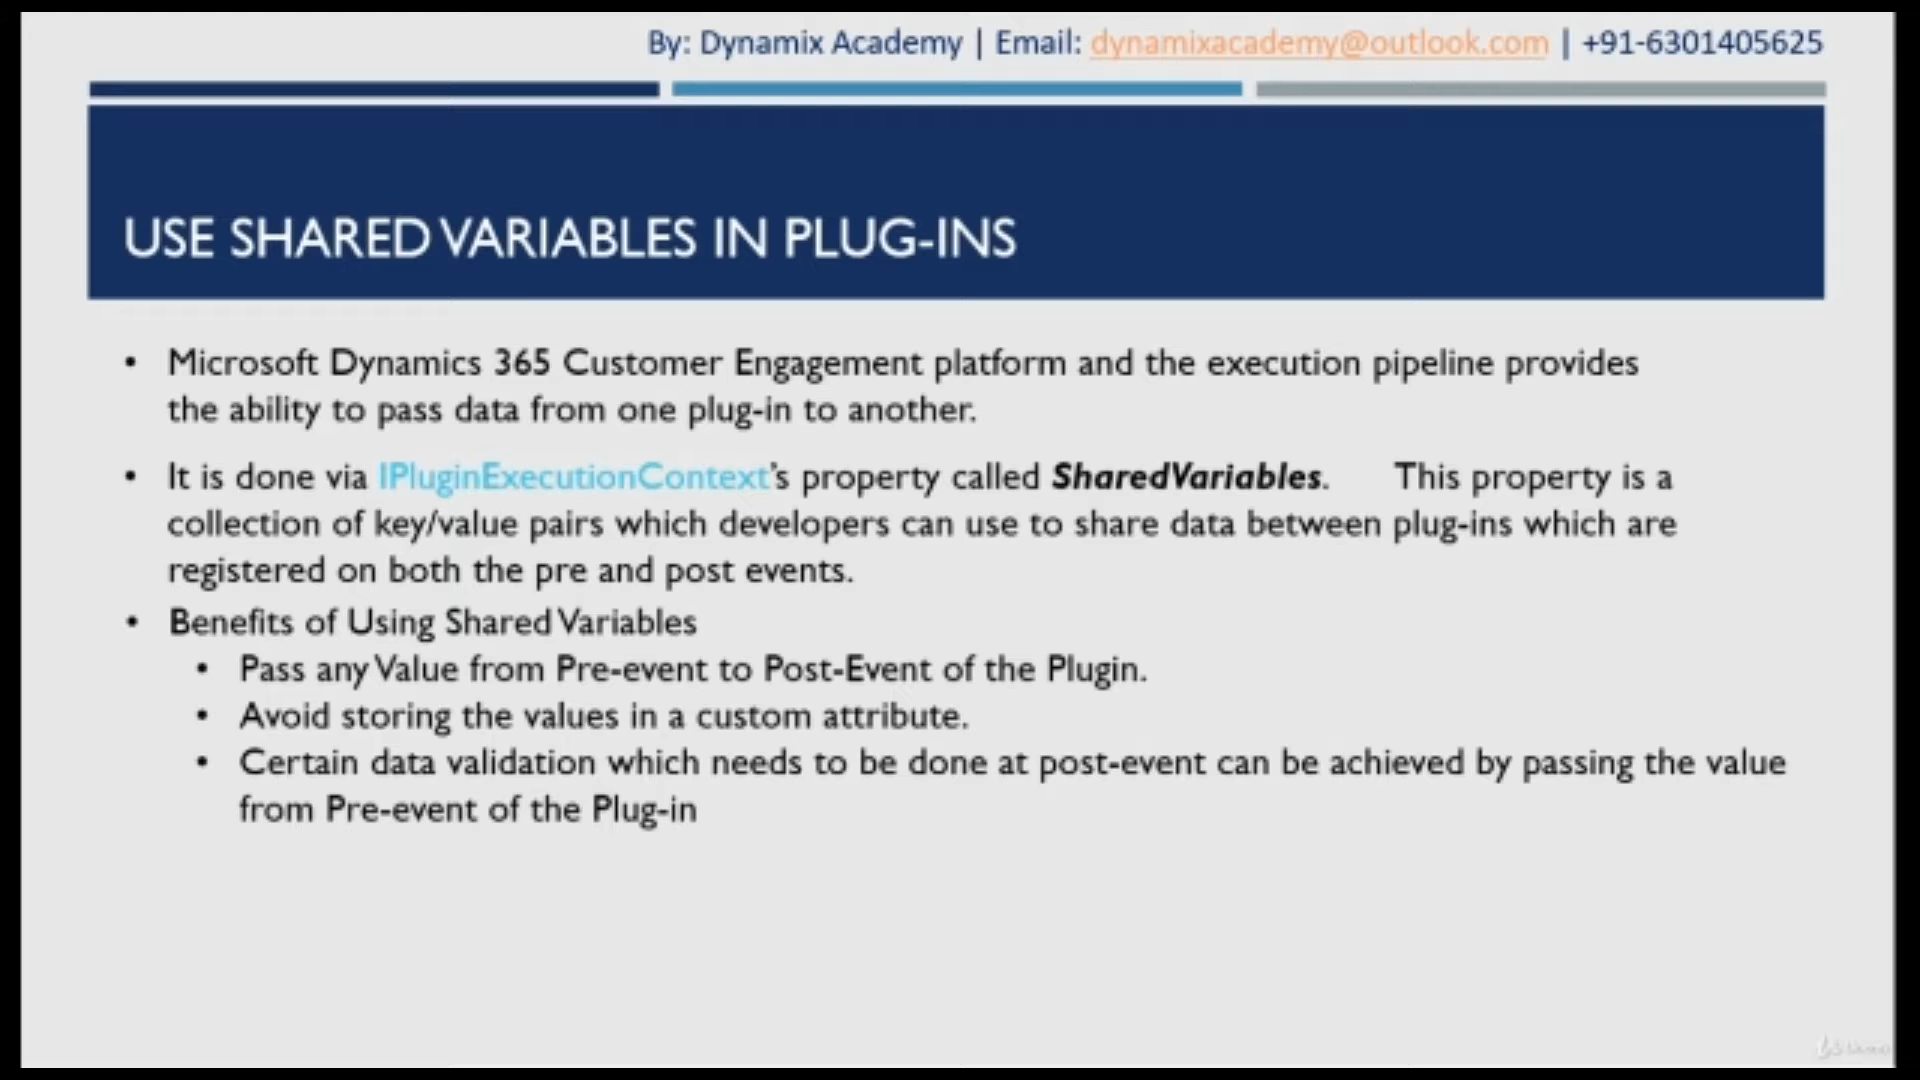 By: Dynamix Academy | Email: dynamixacademy@outlook.com | +91-6301405625
USE SHARED VARIABLES IN PLUG-INS
• Microsoft Dynamics 365 Customer Engagement platform and the execution pipeline provides
the ability to pass data from one plug-in to another.
• It is done via IPluginExecutionContext's property called SharedVariables. This property is a
collection of key/value pairs which developers can use to share data between plug-ins which are
registered on both the pre and post events.
• Benefits of Using Shared Variables
• Pass any Value from Pre-event to Post-Event of the Plugin.
• Avoid storing the values in a custom attribute.
• Certain data validation which needs to be done at post-event can be achieved by passing the value
from Pre-event of the Plug-in